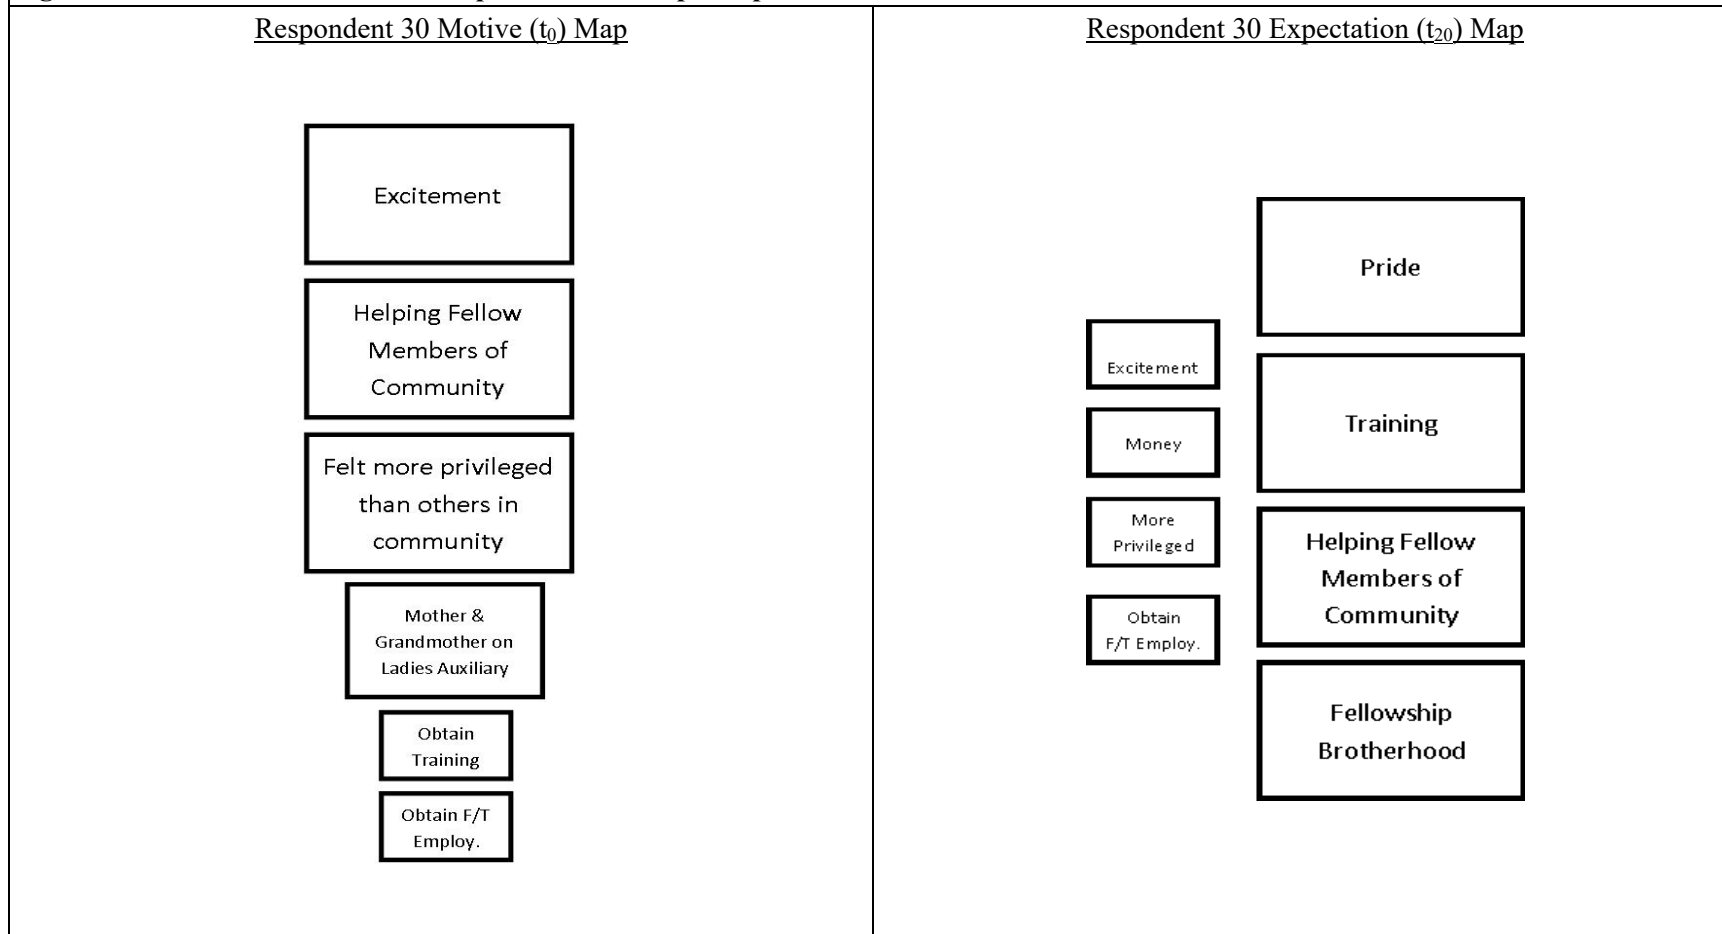 Respondent 30 Motive (t0) Map
Excitement
Helping Fellow
Members of
Community
Felt more privileged
than others in
community
Mother &
Grandmother on
Ladies Auxiliary
Obtain
Training
Obtain F/T
Employ.
Respondent 30 Expectation (t20) Map
Excitement
Money
More
Privileged
Obtain
F/T Employ.
Pride
Training
Helping Fellow
Members of
Community
Fellowship
Brotherhood